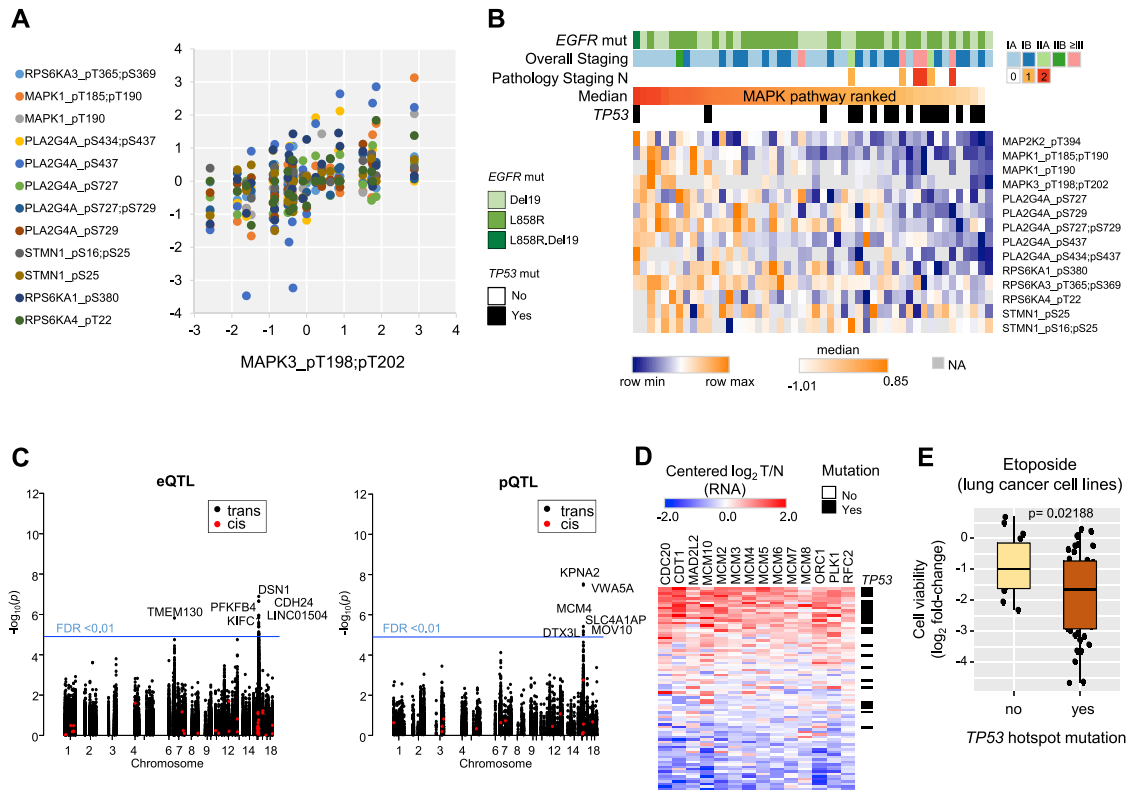 A
RPS6KA3_pT365;pS369
MAPK1_pT185;pT190
MAPK1_pT190
PLA2G4A_pS434;pS437
PLA2G4A_pS437
PLA2G4A_pS727
PLA2G4A_pS727;pS729
PLA2G4A_pS729
STMN1_pS16;pS25
STMN1_pS25
RPS6KA1_pS380
RPS6KA4_pT22
4
3
2
1
0
-1
-2
-3
-4
-3 -2 -1 0 1 2 3 4
MAPK3_pT198;pT202
B
EGFR mut
Overall Staging
Pathology Staging N
Median
MAPK pathway ranked
TP53
IA IB IIA IIB ≥III
0 1 2
EGFR mut
Del19
L858R
L858R,Del19
TP53 mut
No
Yes
MAP2K2_pT394
MAPK1_pT185;pT190
MAPK1_pT190
MAPK3_pT198;pT202
PLA2G4A_pS727
PLA2G4A_pS729
PLA2G4A_pS727;pS729
PLA2G4A_pS437
PLA2G4A_pS434;pS437
RPS6KA1_pS380
RPS6KA3_pT365;pS369
RPS6KA4_pT22
STMN1_pS25
STMN1_pS16;pS25
row min row max
median
-1.01 0.85
NA
C
eQTL
12
10
8
6
4
2
0
-log10(p)
trans
cis
DSN1
CDH24
LINC01504
PFKFB4
KIFC
TMEM130
FDR <0.01
1 2 3 4 6 7 8 9 12 14 18
Chromosome
pQTL
12
10
8
6
4
2
0
-log10(p)
trans
cis
KPNA2
VWA5A
MCM4
SLC4A1AP
MOV10
DTX3L
FDR <0.01
1 2 3 4 6 7 8 9 12 14 18
Chromosome
D
Centered log2 T/N
(RNA)
-2.0 0.0 2.0
Mutation
No
Yes
CDC20
CDT1
MAD2L2
MCM10
MCM2
MCM3
MCM4
MCM5
MCM6
MCM7
MCM8
ORC1
PLK1
RFC2
TP53
E
Etoposide
(lung cancer cell lines)
p= 0.02188
0
-1
-2
-3
-4
Cell viability
(log2 fold-change)
no yes
TP53 hotspot mutation